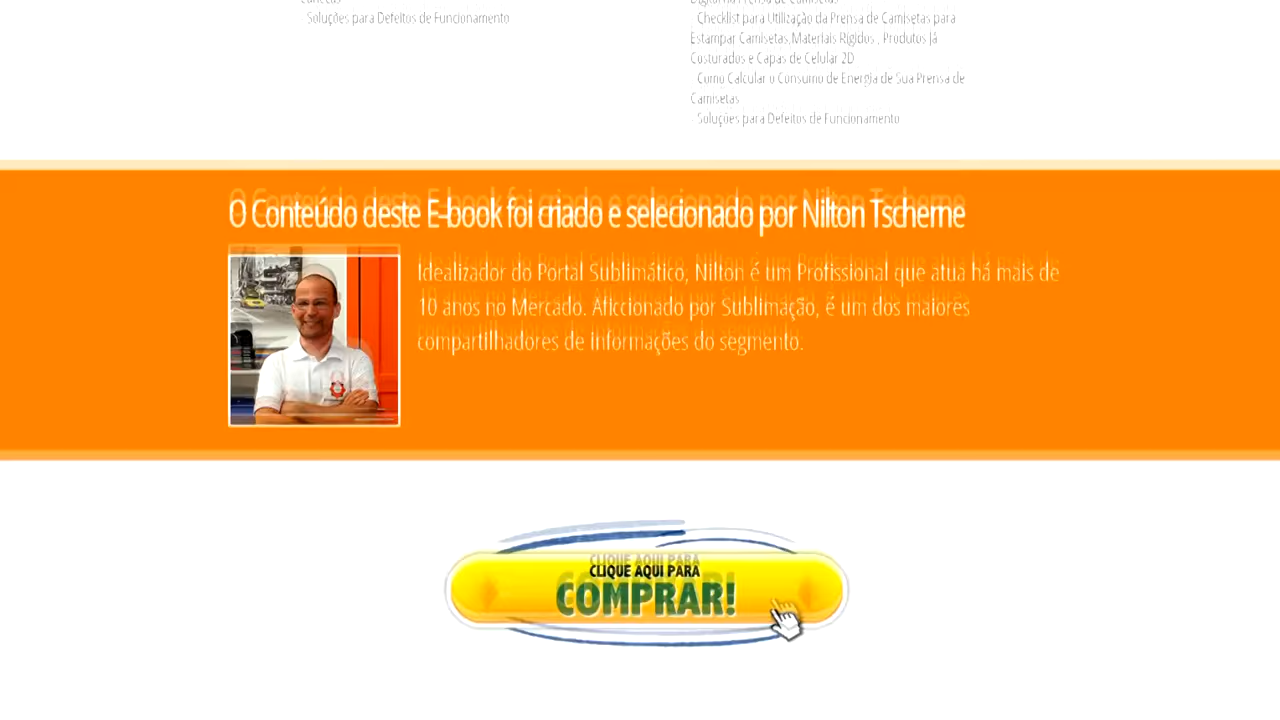 - Soluções para Defeitos de Funcionamento
- Checklist para Utilização da Prensa de Camisetas para
Estampar Camisetas,Materiais Rígidos , Produtos Já
Costurados e Capas de Celular 2D
- Como Calcular o Consumo de Energia de Sua Prensa de
Camisetas
- Soluções para Defeitos de Funcionamento
O Conteúdo deste E-book foi criado e selecionado por Nilton Tscherne
Idealizador do Portal Sublimático, Nilton é um Profissional que atua há mais de
10 anos no Mercado. Aficcionado por Sublimação, é um dos maiores
compartilhadores de informações do segmento.
CLIQUE AQUI PARA
COMPRAR!